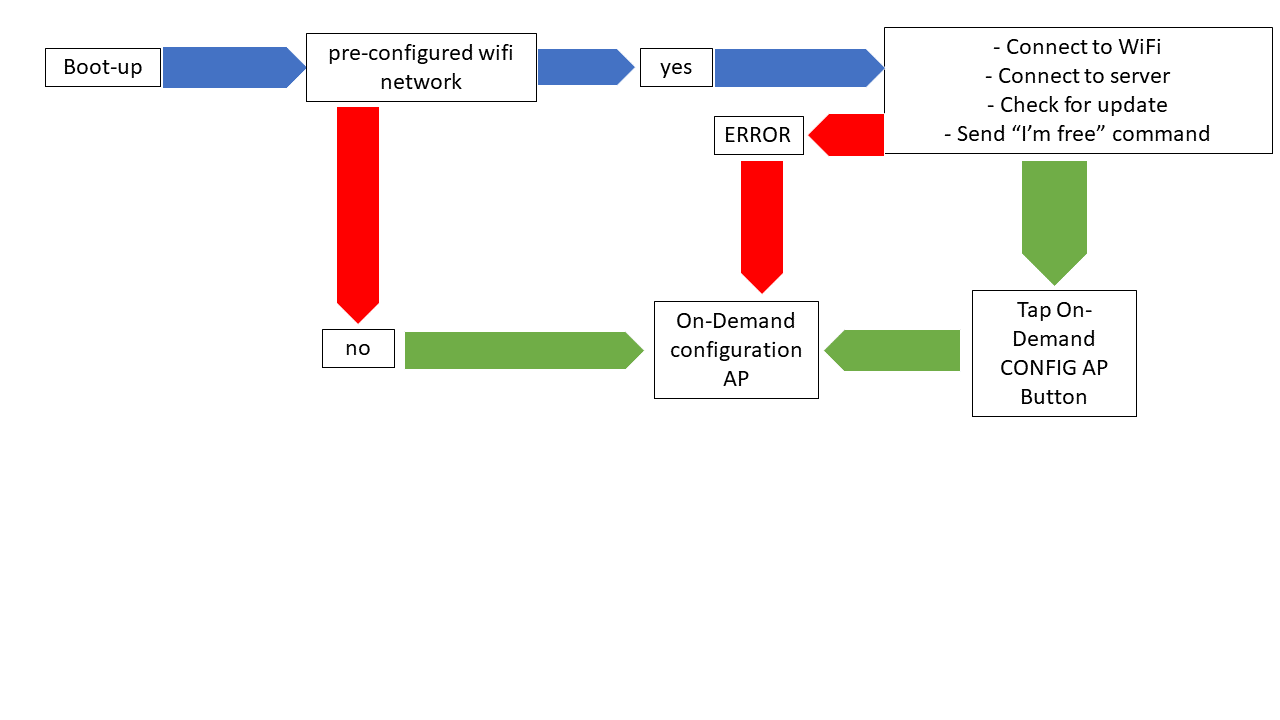 Boot-up
pre-configured wifi
network
yes
- Connect to WiFi
- Connect to server
- Check for update
- Send “I’m free” command
ERROR
no
On-Demand
configuration
AP
Tap On-
Demand
CONFIG AP
Button